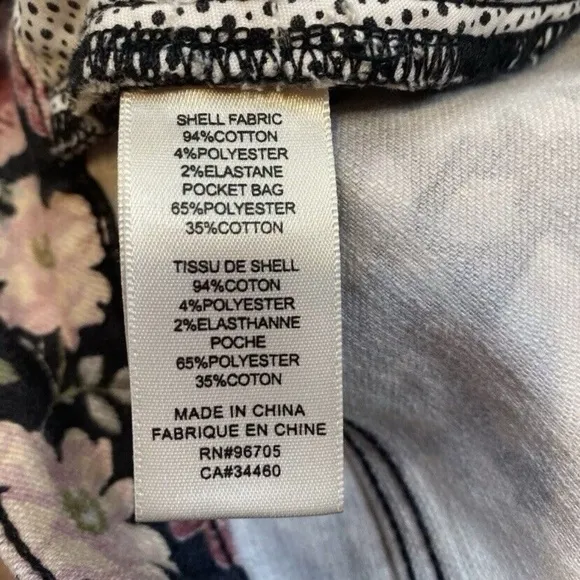 SHELL FABRIC
94%COTTON
4%POLYESTER
2%ELASTANE
POCKET BAG
65%POLYESTER
35%COTTON
TISSU DE SHELL
94%COTON
4%POLYESTER
2%ELASTHANNE
POCHE
65%POLYESTER
35%COTON
MADE IN CHINA
FABRIQUE EN CHINE
RN#96705
CA#34460